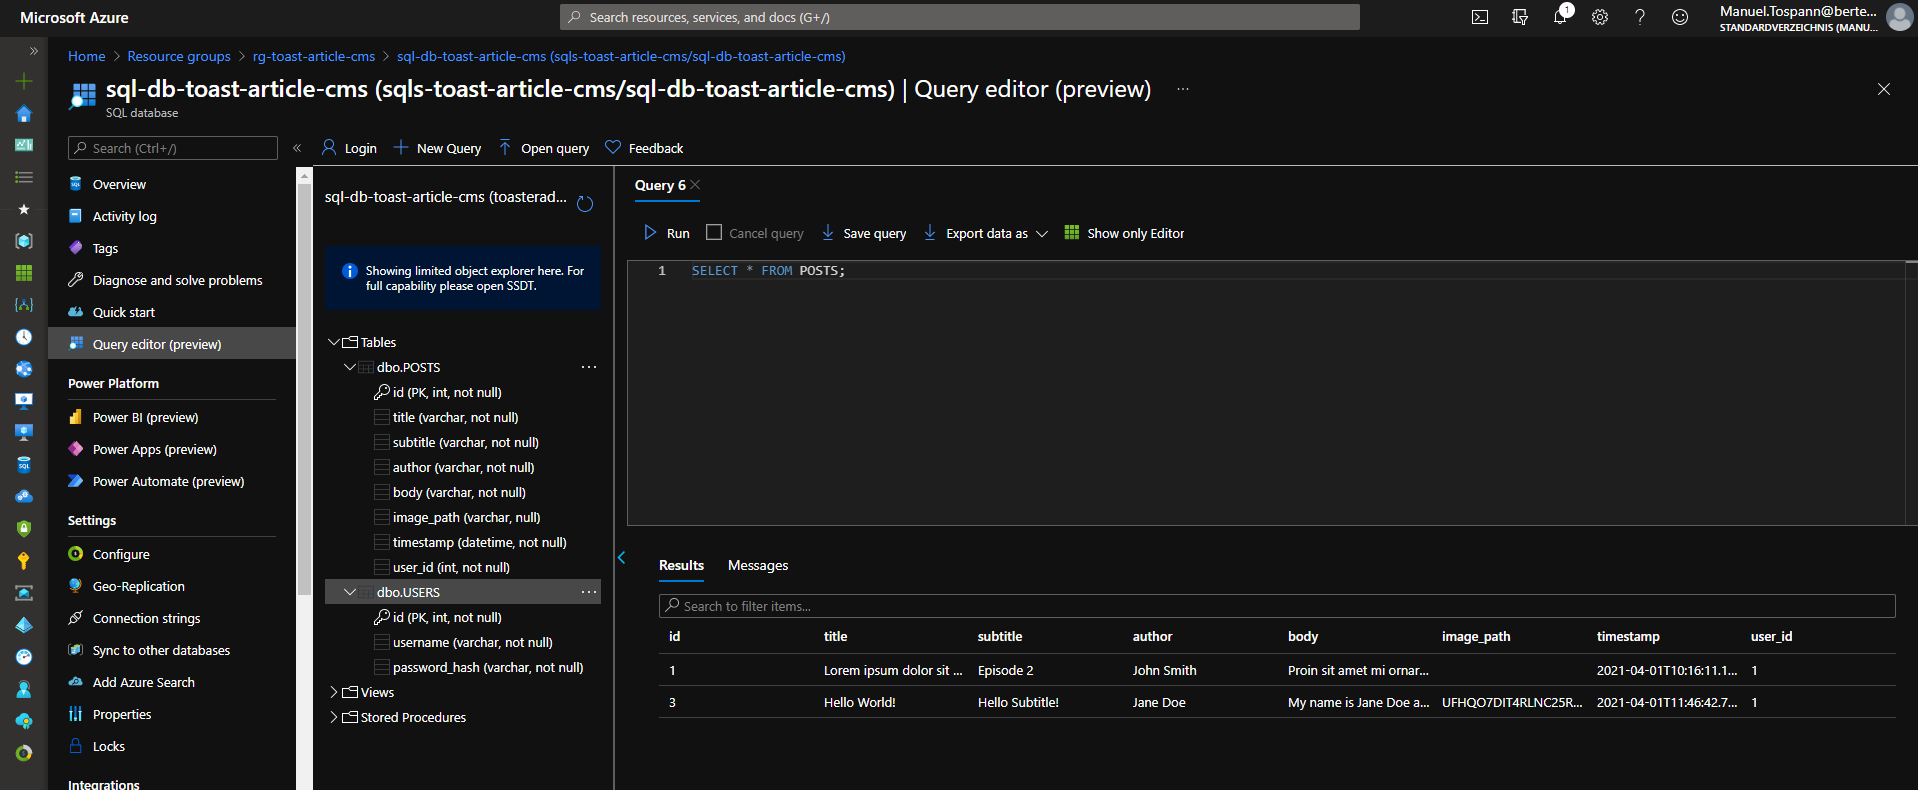 Microsoft Azure
Search resources, services, and docs (G+/)
1
Manuel.Tospann@berte...
STANDARDVERZEICHNIS (MANU...
Home > Resource groups > rg-toast-article-cms > sql-db-toast-article-cms (sqls-toast-article-cms/sql-db-toast-article-cms)
sql-db-toast-article-cms (sqls-toast-article-cms/sql-db-toast-article-cms) | Query editor (preview) ...
SQL database
Search (Ctrl+/)
Overview
Activity log
Tags
Diagnose and solve problems
Quick start
Query editor (preview)
Power Platform
Power BI (preview)
Power Apps (preview)
Power Automate (preview)
Settings
Configure
Geo-Replication
Connection strings
Sync to other databases
Add Azure Search
Properties
Locks
Integrations
Login
New Query
Open query
Feedback
sql-db-toast-article-cms (toasterad...
Showing limited object explorer here. For
full capability please open SSDT.
Tables
dbo.POSTS ...
id (PK, int, not null)
title (varchar, not null)
subtitle (varchar, not null)
author (varchar, not null)
body (varchar, not null)
image_path (varchar, null)
timestamp (datetime, not null)
user_id (int, not null)
dbo.USERS ...
id (PK, int, not null)
username (varchar, not null)
password_hash (varchar, not null)
Views
Stored Procedures
Query 6
Run
Cancel query
Save query
Export data as
Show only Editor
1 SELECT * FROM POSTS;
Results
Messages
Search to filter items...
id title subtitle author body image_path timestamp user_id
1 Lorem ipsum dolor sit ... Episode 2 John Smith Proin sit amet mi ornar... 2021-04-01T10:16:11.1... 1
3 Hello World! Hello Subtitle! Jane Doe My name is Jane Doe a... UFHQO7DIT4RLNC25R... 2021-04-01T11:46:42.7... 1